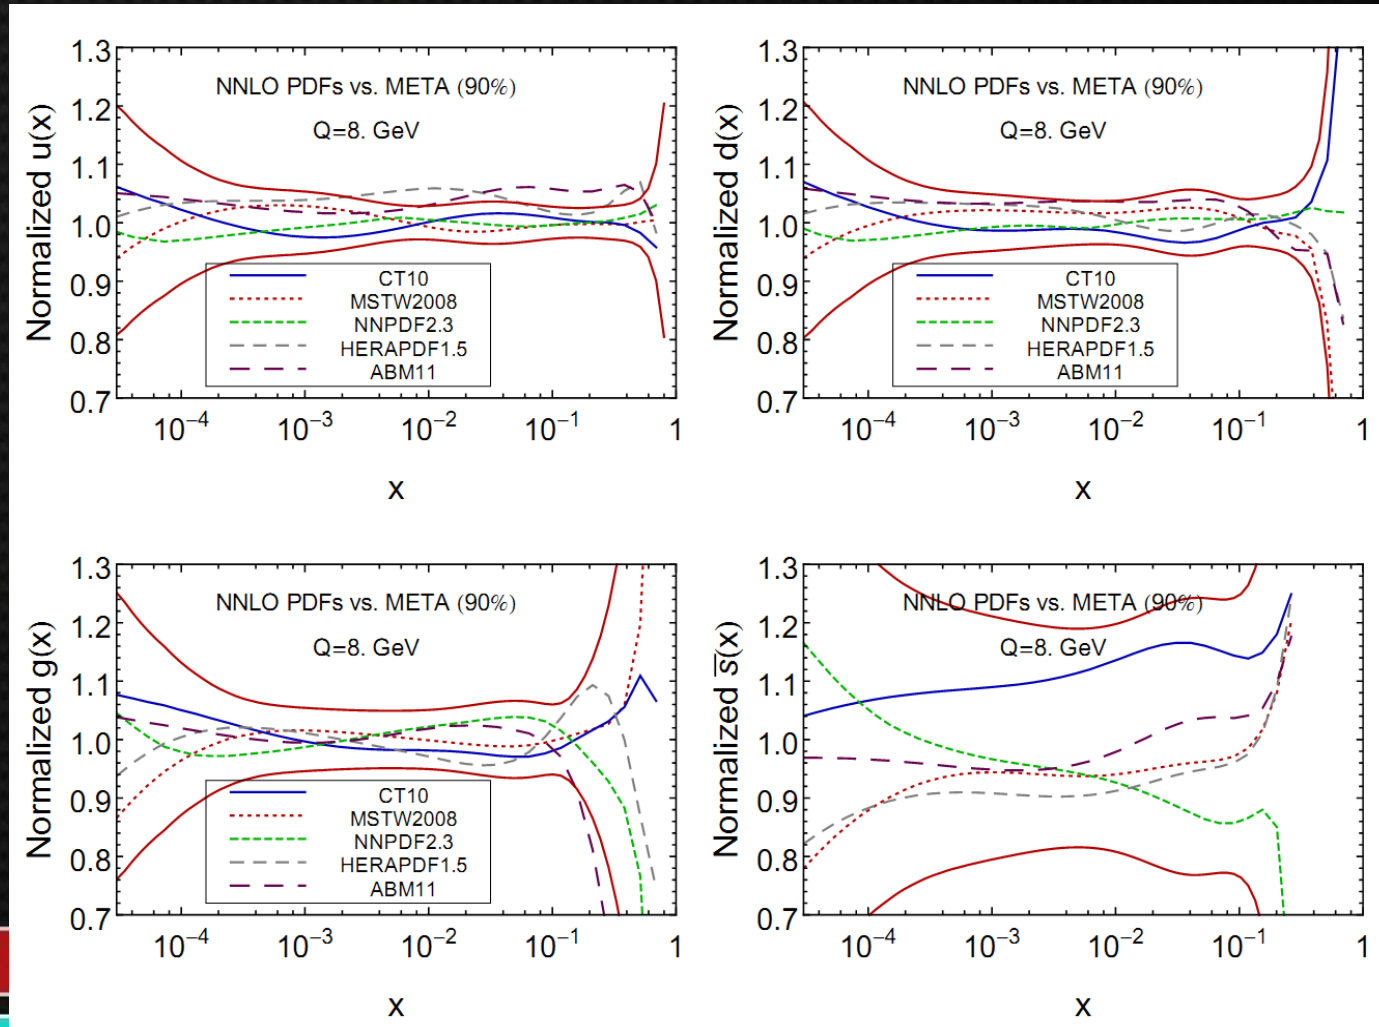 1.3
1.2
1.1
1.0
0.9
0.8
0.7
Normalized u(x)
NNLO PDFs vs. META (90%)
Q=8. GeV
CT10
MSTW2008
NNPDF2.3
HERAPDF1.5
ABM11
10⁻⁴ 10⁻³ 10⁻² 10⁻¹ 1
x
1.3
1.2
1.1
1.0
0.9
0.8
0.7
Normalized d(x)
NNLO PDFs vs. META (90%)
Q=8. GeV
CT10
MSTW2008
NNPDF2.3
HERAPDF1.5
ABM11
10⁻⁴ 10⁻³ 10⁻² 10⁻¹ 1
x
1.3
1.2
1.1
1.0
0.9
0.8
0.7
Normalized g(x)
NNLO PDFs vs. META (90%)
Q=8. GeV
CT10
MSTW2008
NNPDF2.3
HERAPDF1.5
ABM11
10⁻⁴ 10⁻³ 10⁻² 10⁻¹ 1
x
1.3
1.2
1.1
1.0
0.9
0.8
0.7
Normalized s̅(x)
NNLO PDFs vs. META (90%)
Q=8. GeV
10⁻⁴ 10⁻³ 10⁻² 10⁻¹ 1
x